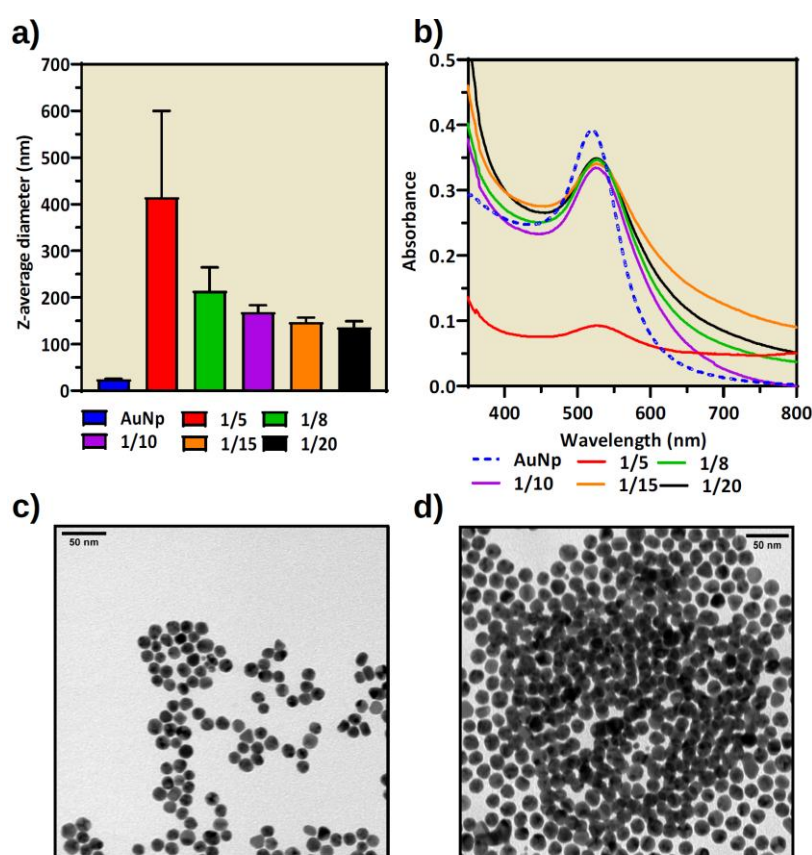 a)
700
600
500
400
300
200
100
0
Z-average diameter (nm)
AuNp 1/5 1/8
1/10 1/15 1/20
b)
0.5
0.4
0.3
0.2
0.1
0.0
Absorbance
400 500 600 700 800
Wavelength (nm)
AuNp 1/5 1/8
1/10 1/15 1/20
c)
50 nm
d)
50 nm